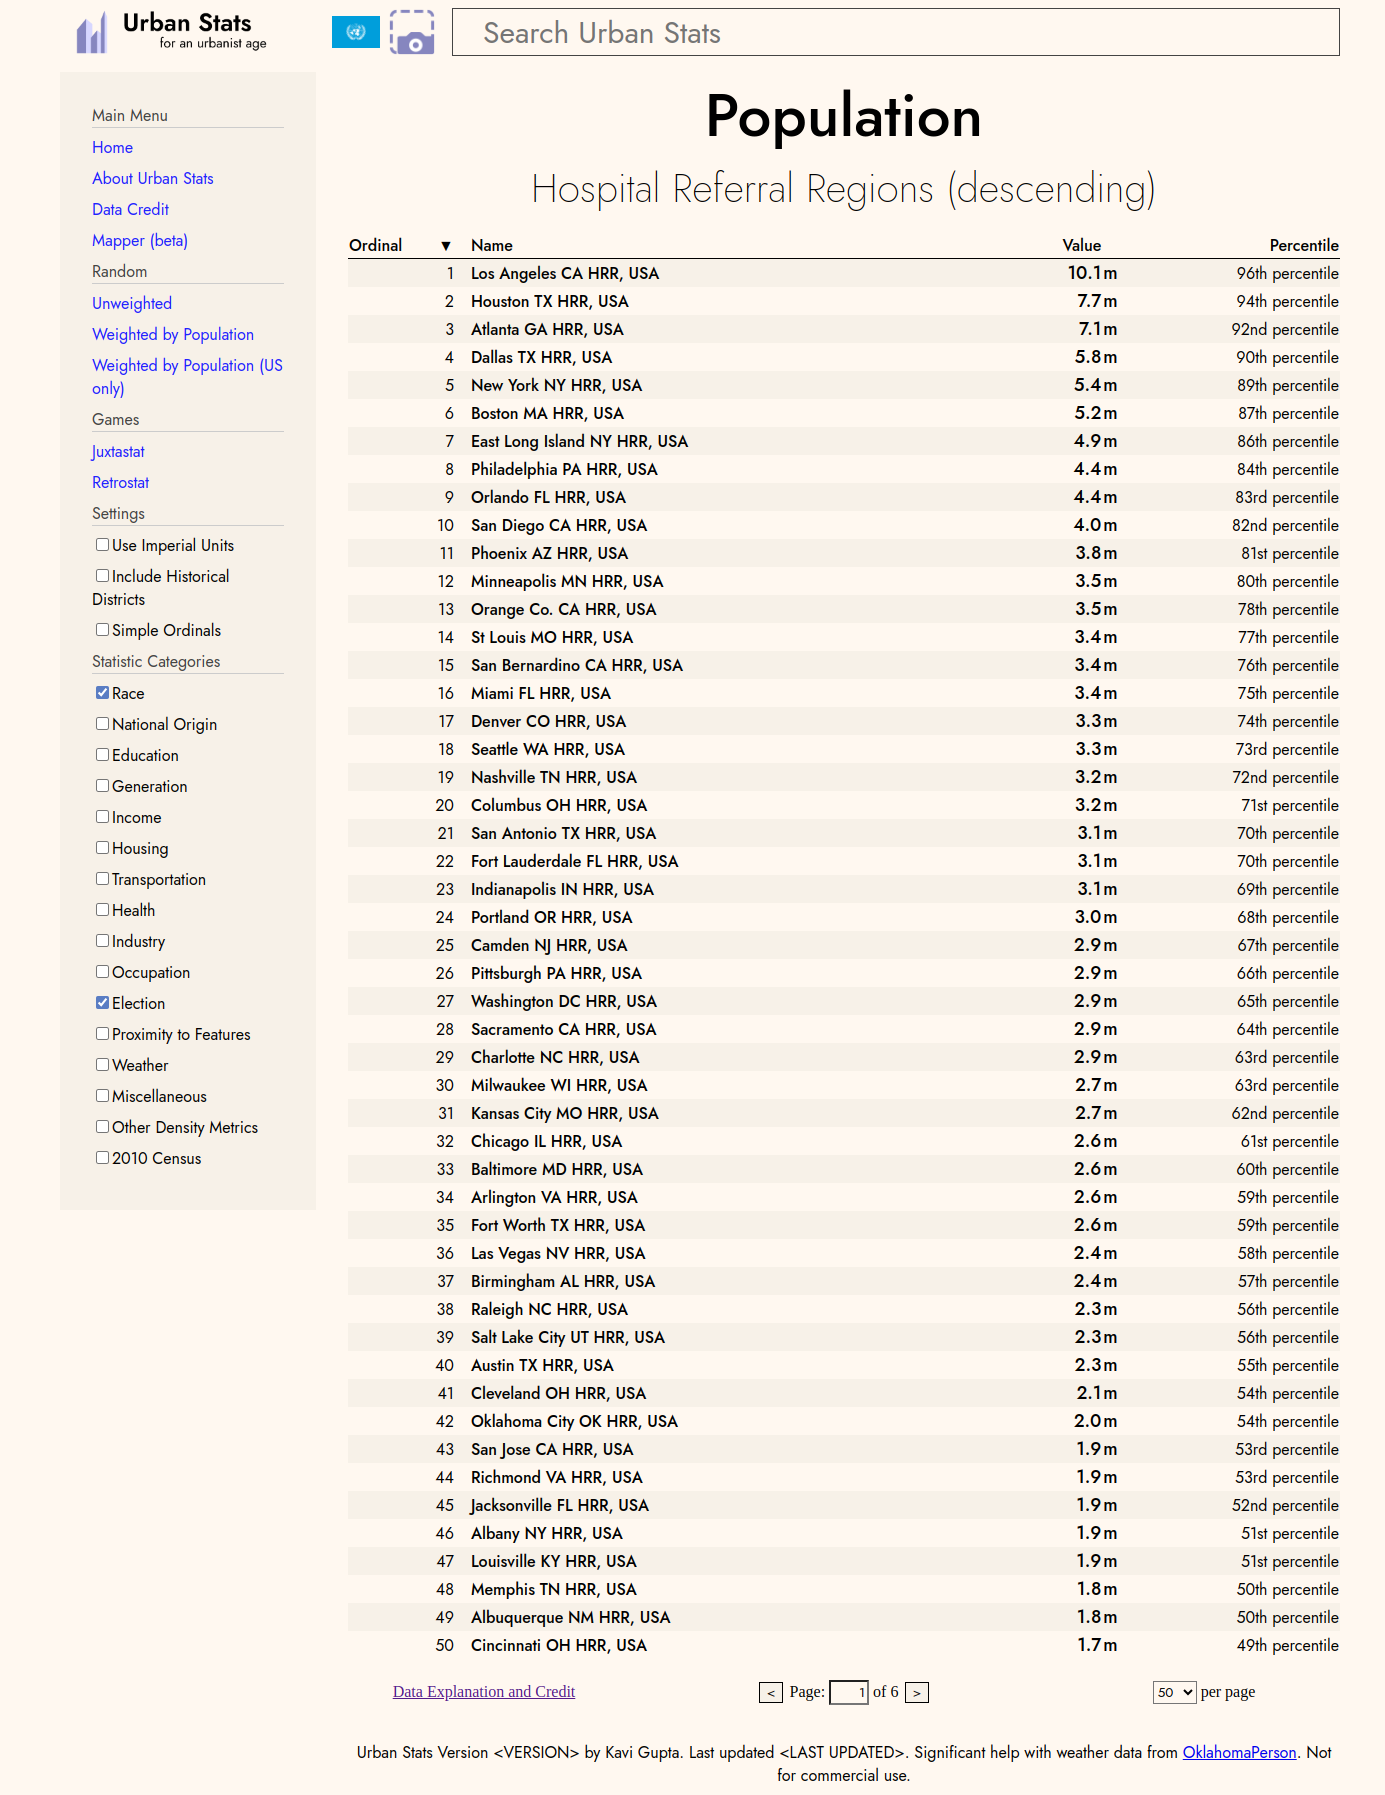 Urban Stats
for an urbanist age
Search Urban Stats
Main Menu
Home
About Urban Stats
Data Credit
Mapper (beta)
Random
Unweighted
Weighted by Population
Weighted by Population (US
only)
Games
Juxtastat
Retrostat
Settings
Use Imperial Units
Include Historical
Districts
Simple Ordinals
Statistic Categories
Race
National Origin
Education
Generation
Income
Housing
Transportation
Health
Industry
Occupation
Election
Proximity to Features
Weather
Miscellaneous
Other Density Metrics
2010 Census
Population
Hospital Referral Regions (descending)
Ordinal ▼ Name Value Percentile
1 Los Angeles CA HRR, USA 10.1m 96th percentile
2 Houston TX HRR, USA 7.7m 94th percentile
3 Atlanta GA HRR, USA 7.1m 92nd percentile
4 Dallas TX HRR, USA 5.8m 90th percentile
5 New York NY HRR, USA 5.4m 89th percentile
6 Boston MA HRR, USA 5.2m 87th percentile
7 East Long Island NY HRR, USA 4.9m 86th percentile
8 Philadelphia PA HRR, USA 4.4m 84th percentile
9 Orlando FL HRR, USA 4.4m 83rd percentile
10 San Diego CA HRR, USA 4.0m 82nd percentile
11 Phoenix AZ HRR, USA 3.8m 81st percentile
12 Minneapolis MN HRR, USA 3.5m 80th percentile
13 Orange Co. CA HRR, USA 3.5m 78th percentile
14 St Louis MO HRR, USA 3.4m 77th percentile
15 San Bernardino CA HRR, USA 3.4m 76th percentile
16 Miami FL HRR, USA 3.4m 75th percentile
17 Denver CO HRR, USA 3.3m 74th percentile
18 Seattle WA HRR, USA 3.3m 73rd percentile
19 Nashville TN HRR, USA 3.2m 72nd percentile
20 Columbus OH HRR, USA 3.2m 71st percentile
21 San Antonio TX HRR, USA 3.1m 70th percentile
22 Fort Lauderdale FL HRR, USA 3.1m 70th percentile
23 Indianapolis IN HRR, USA 3.1m 69th percentile
24 Portland OR HRR, USA 3.0m 68th percentile
25 Camden NJ HRR, USA 2.9m 67th percentile
26 Pittsburgh PA HRR, USA 2.9m 66th percentile
27 Washington DC HRR, USA 2.9m 65th percentile
28 Sacramento CA HRR, USA 2.9m 64th percentile
29 Charlotte NC HRR, USA 2.9m 63rd percentile
30 Milwaukee WI HRR, USA 2.7m 63rd percentile
31 Kansas City MO HRR, USA 2.7m 62nd percentile
32 Chicago IL HRR, USA 2.6m 61st percentile
33 Baltimore MD HRR, USA 2.6m 60th percentile
34 Arlington VA HRR, USA 2.6m 59th percentile
35 Fort Worth TX HRR, USA 2.6m 59th percentile
36 Las Vegas NV HRR, USA 2.4m 58th percentile
37 Birmingham AL HRR, USA 2.4m 57th percentile
38 Raleigh NC HRR, USA 2.3m 56th percentile
39 Salt Lake City UT HRR, USA 2.3m 56th percentile
40 Austin TX HRR, USA 2.3m 55th percentile
41 Cleveland OH HRR, USA 2.1m 54th percentile
42 Oklahoma City OK HRR, USA 2.0m 54th percentile
43 San Jose CA HRR, USA 1.9m 53rd percentile
44 Richmond VA HRR, USA 1.9m 53rd percentile
45 Jacksonville FL HRR, USA 1.9m 52nd percentile
46 Albany NY HRR, USA 1.9m 51st percentile
47 Louisville KY HRR, USA 1.9m 51st percentile
48 Memphis TN HRR, USA 1.8m 50th percentile
49 Albuquerque NM HRR, USA 1.8m 50th percentile
50 Cincinnati OH HRR, USA 1.7m 49th percentile
Data Explanation and Credit < Page: 1 of 6 > 50 per page
Urban Stats Version <VERSION> by Kavi Gupta. Last updated <LAST UPDATED>. Significant help with weather data from OklahomaPerson. Not
for commercial use.